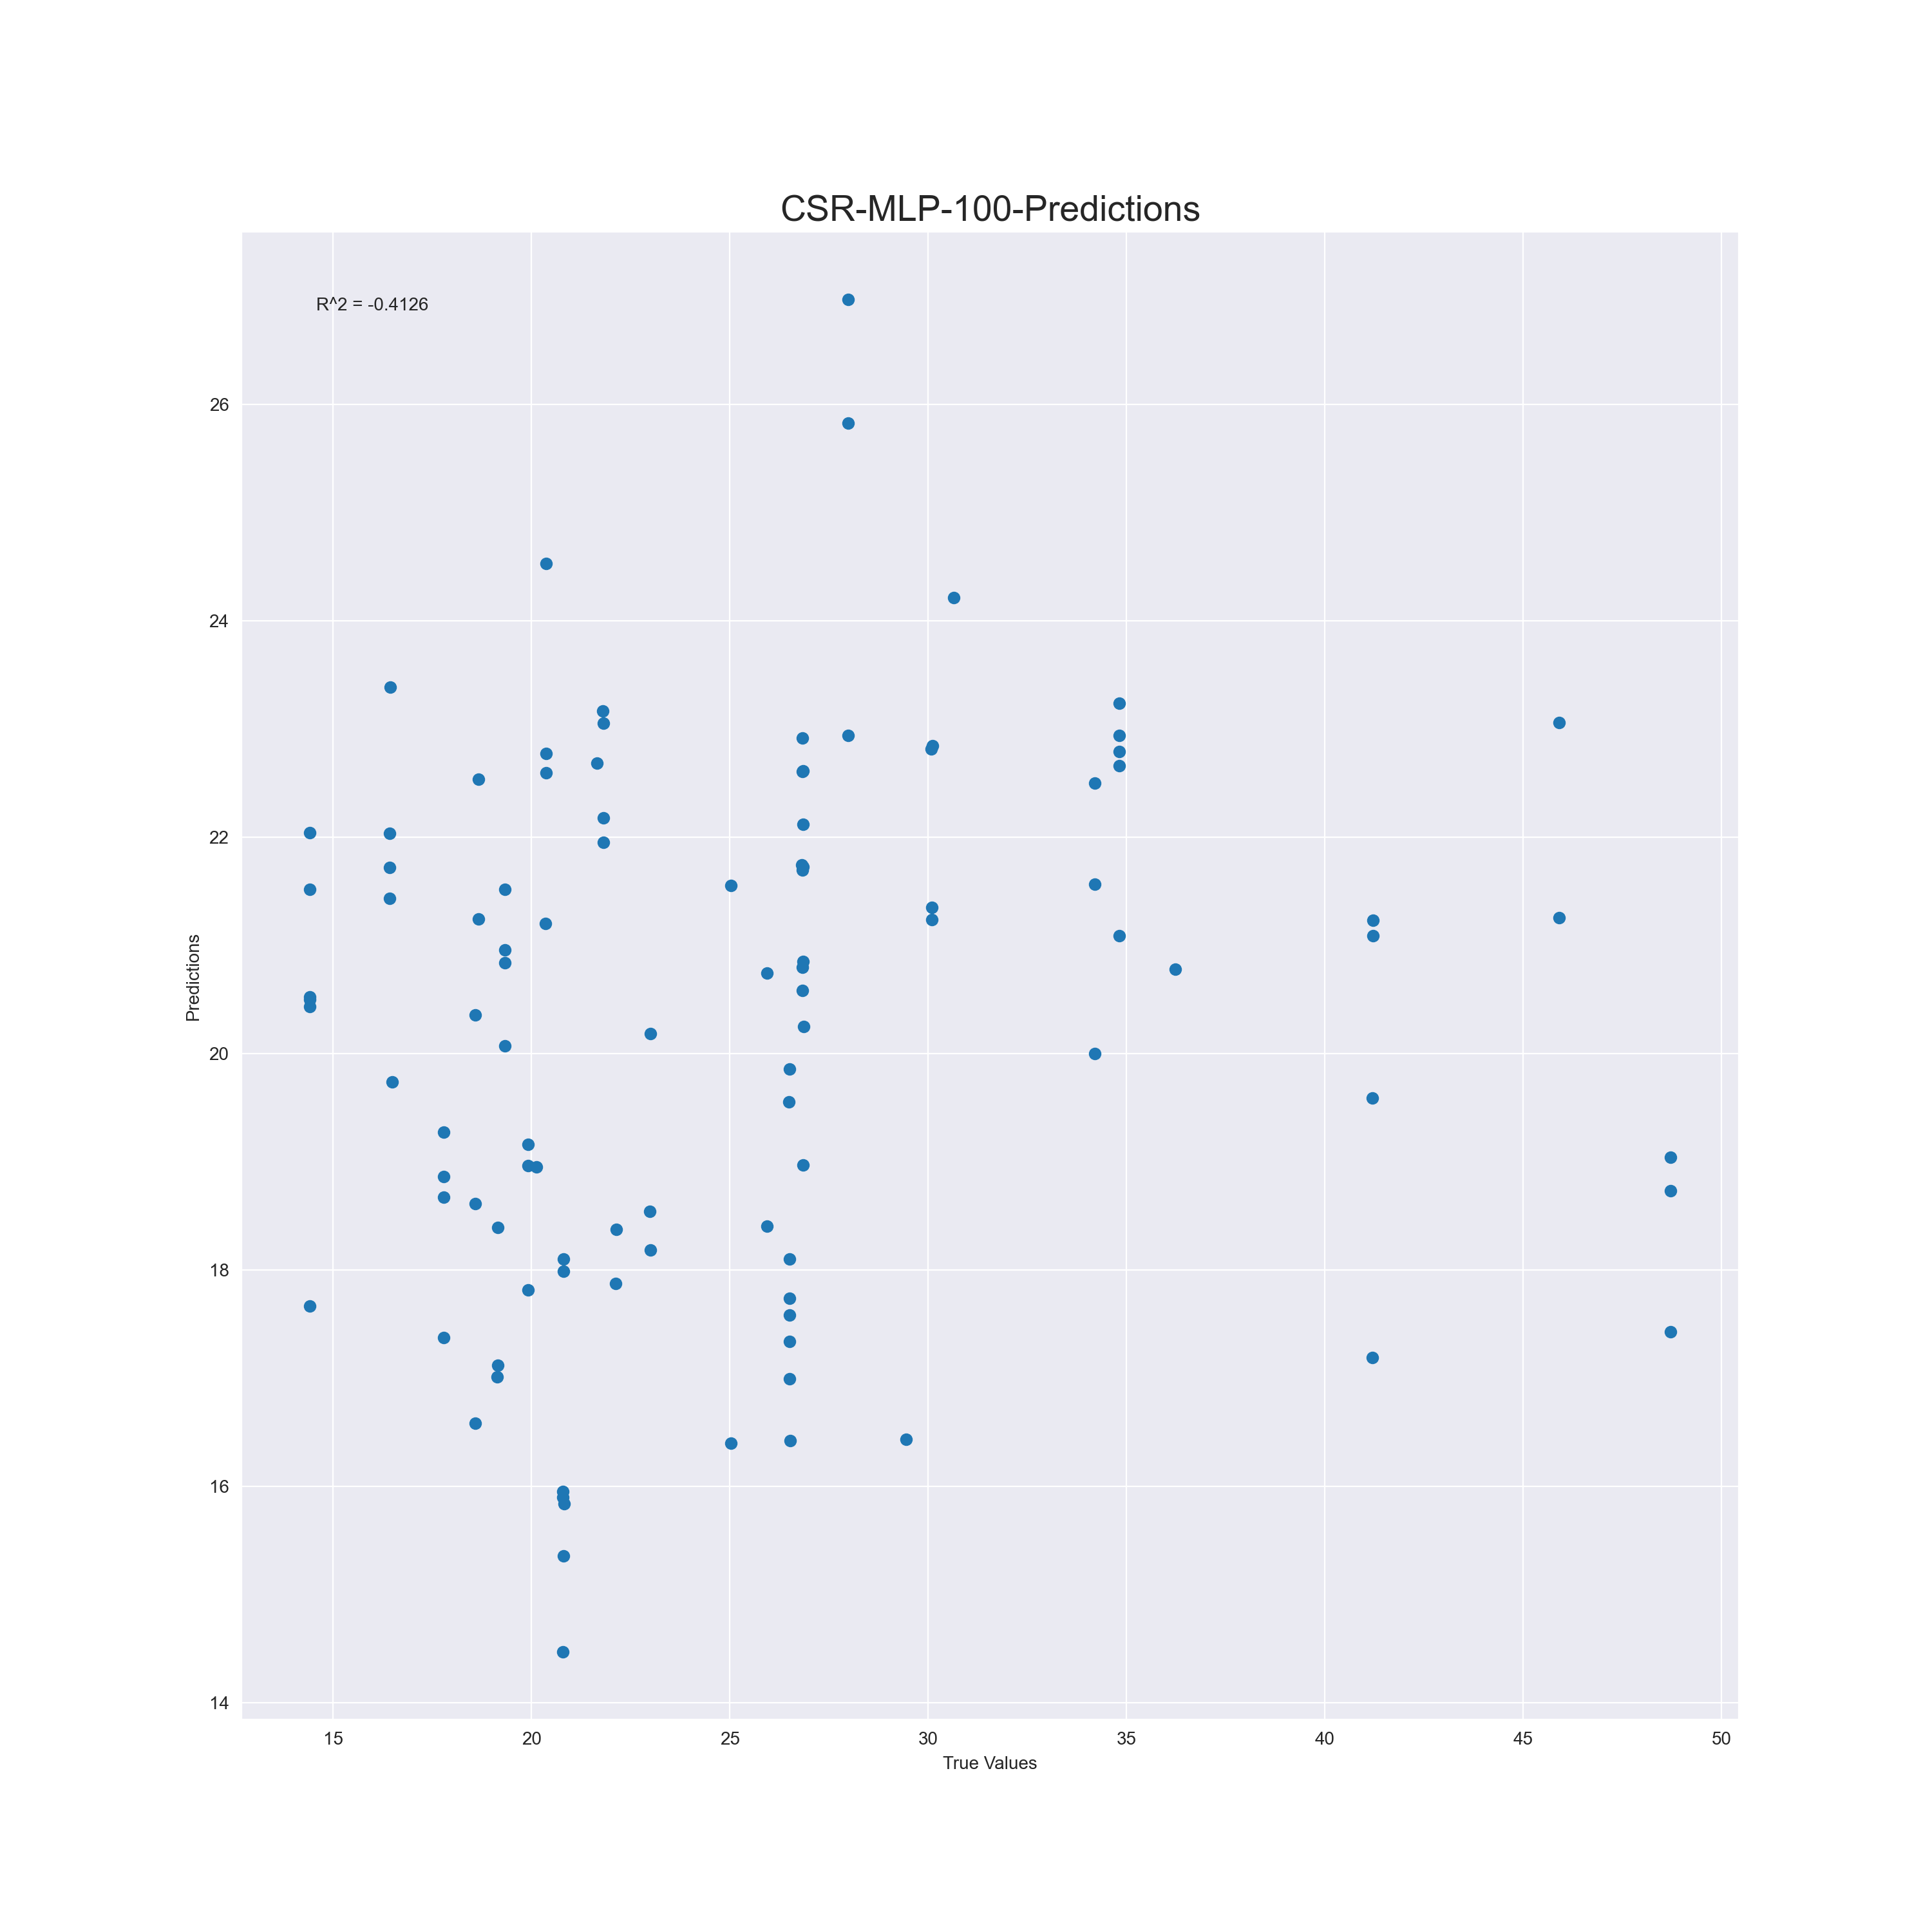 CSR-MLP-100-Predictions
R^2 = -0.4126
26
24
22
20
18
16
14
Predictions
15 20 25 30 35 40 45 50
True Values